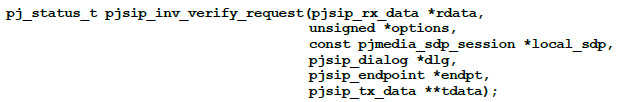 pj_status_t pjsip_inv_verify_request(pjsip_rx_data *rdata,
unsigned *options,
const pjmedia_sdp_session *local_sdp,
pjsip_dialog *dlg,
pjsip_endpoint *endpt,
pjsip_tx_data **tdata);